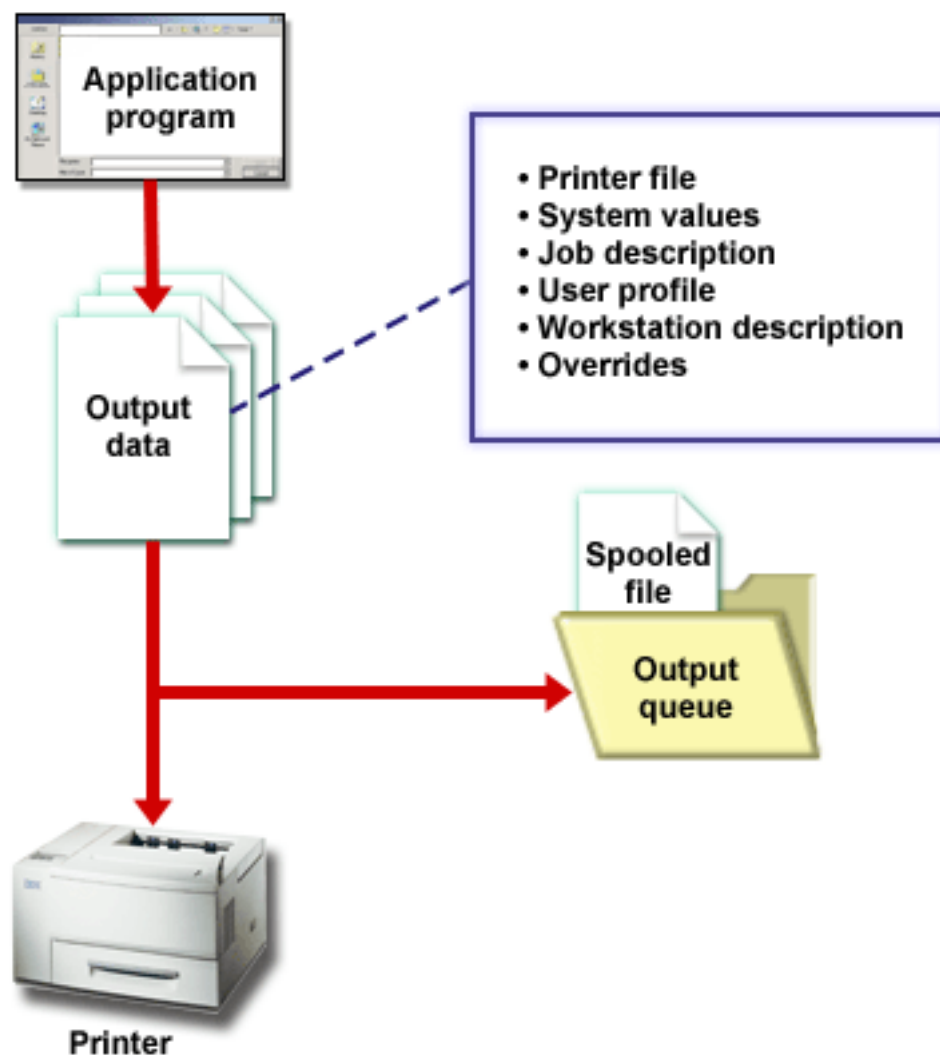 Application
program
• Printer file
• System values
• Job description
• User profile
• Workstation description
• Overrides
Output
data
Spooled
file
Output
queue
Printer